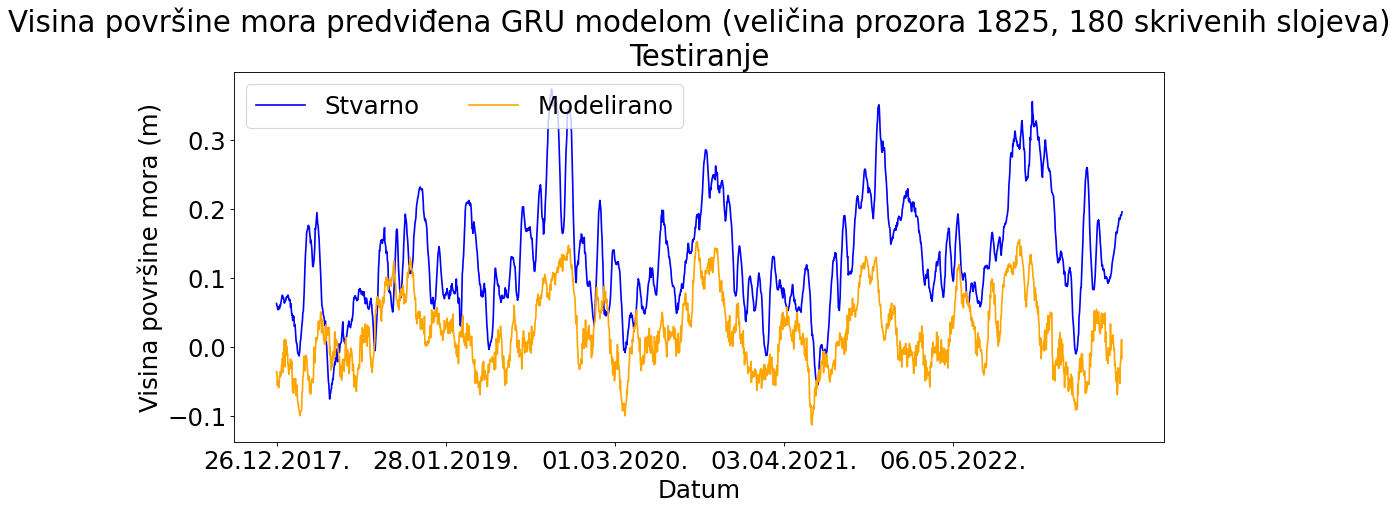 Visina površine mora predviđena GRU modelom (veličina prozora 1825, 180 skrivenih slojeva)
Testiranje
Stvarno Modelirano
Visina površine mora (m)
0.3
0.2
0.1
0.0
−0.1
26.12.2017. 28.01.2019. 01.03.2020. 03.04.2021. 06.05.2022.
Datum